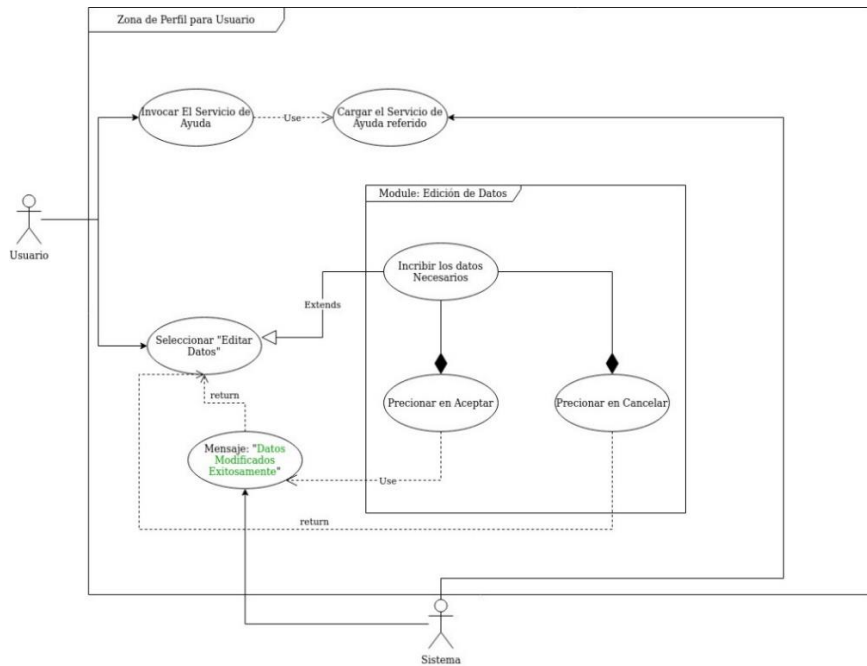 Zona de Perfil para Usuario
Invocar El Servicio de
Ayuda
Use
Cargar el Servicio de
Ayuda referido
Module: Edición de Datos
Usuario
Incribir los datos
Necesarios
Extends
Seleccionar "Editar
Datos"
return
Precionar en Aceptar
Precionar en Cancelar
Mensaje: "Datos
Modificados
Exitosamente"
Use
return
Sistema